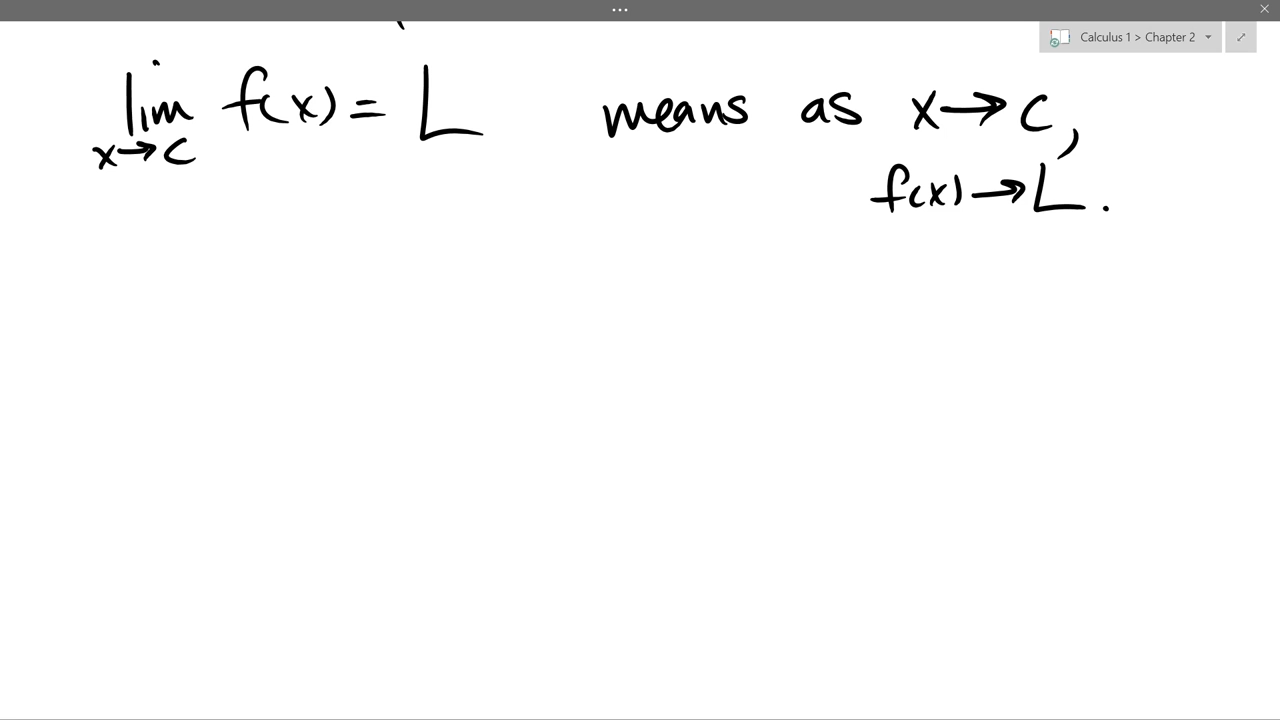 Calculus 1 > Chapter 2
lim f(x) = L means as x→c,
x→c
f(x)→L.